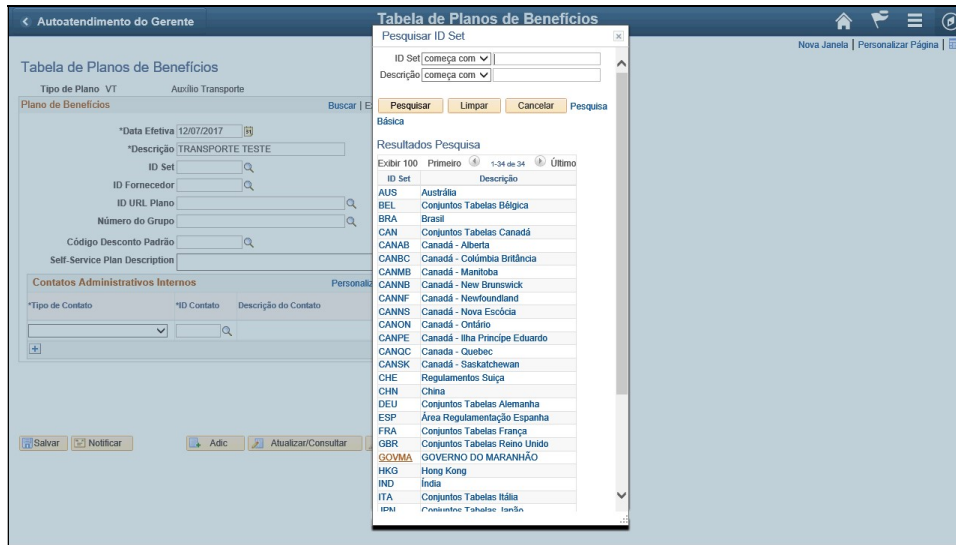 Autoatendimento do Gerente
Tabela de Planos de Benefícios
Nova Janela | Personalizar Página |
Tabela de Planos de Benefícios
Tipo de Plano VT Auxílio Transporte
Plano de Benefícios Buscar |
*Data Efetiva 12/07/2017
*Descrição TRANSPORTE TESTE
ID Set
ID Fornecedor
ID URL Plano
Número do Grupo
Código Desconto Padrão
Self-Service Plan Description
Contatos Administrativos Internos
*Tipo de Contato *ID Contato Descrição do Contato
Salvar Notificar Adic Atualizar/Consultar
Pesquisar ID Set
ID Set começa com
Descrição começa com
Pesquisar Limpar Cancelar Pesquisa
Básica
Resultados Pesquisa
Exibir 100 Primeiro 1-34 de 34 Último
ID Set Descrição
AUS Austrália
BEL Conjuntos Tabelas Bélgica
BRA Brasil
CAN Conjuntos Tabelas Canadá
CANAB Canadá - Alberta
CANBC Canadá - Colúmbia Britância
CANMB Canadá - Manitoba
CANNB Canadá - New Brunswick
CANNF Canadá - Newfoundland
CANNS Canadá - Nova Escócia
CANON Canadá - Ontário
CANPE Canadá - Ilha Príncipe Eduardo
CANQC Canada - Quebec
CANSK Canadá - Saskatchewan
CHE Regulamentos Suiça
CHN China
DEU Conjuntos Tabelas Alemanha
ESP Área Regulamentação Espanha
FRA Conjuntos Tabelas França
GBR Conjuntos Tabelas Reino Unido
GOVMA GOVERNO DO MARANHÃO
HKG Hong Kong
IND Índia
ITA Conjuntos Tabelas Itália
JPN Conjuntos Tabelas Japão